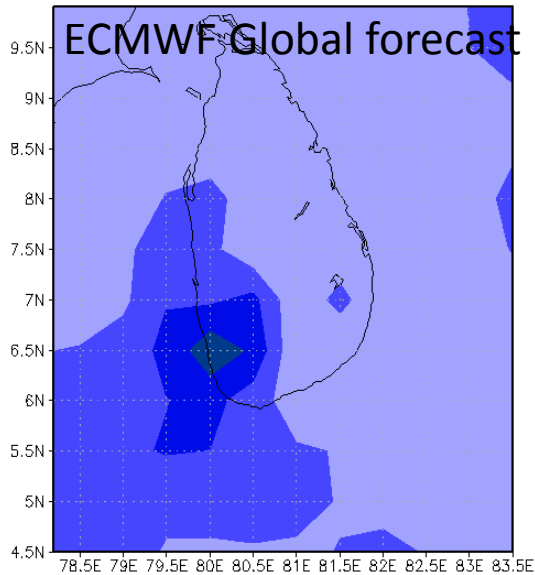 ECMWF Global forecast
9.5N
9N
8.5N
8N
7.5N
7N
6.5N
6N
5.5N
5N
4.5N
78.5E 79E 79.5E 80E 80.5E 81E 81.5E 82E 82.5E 83E 83.5E